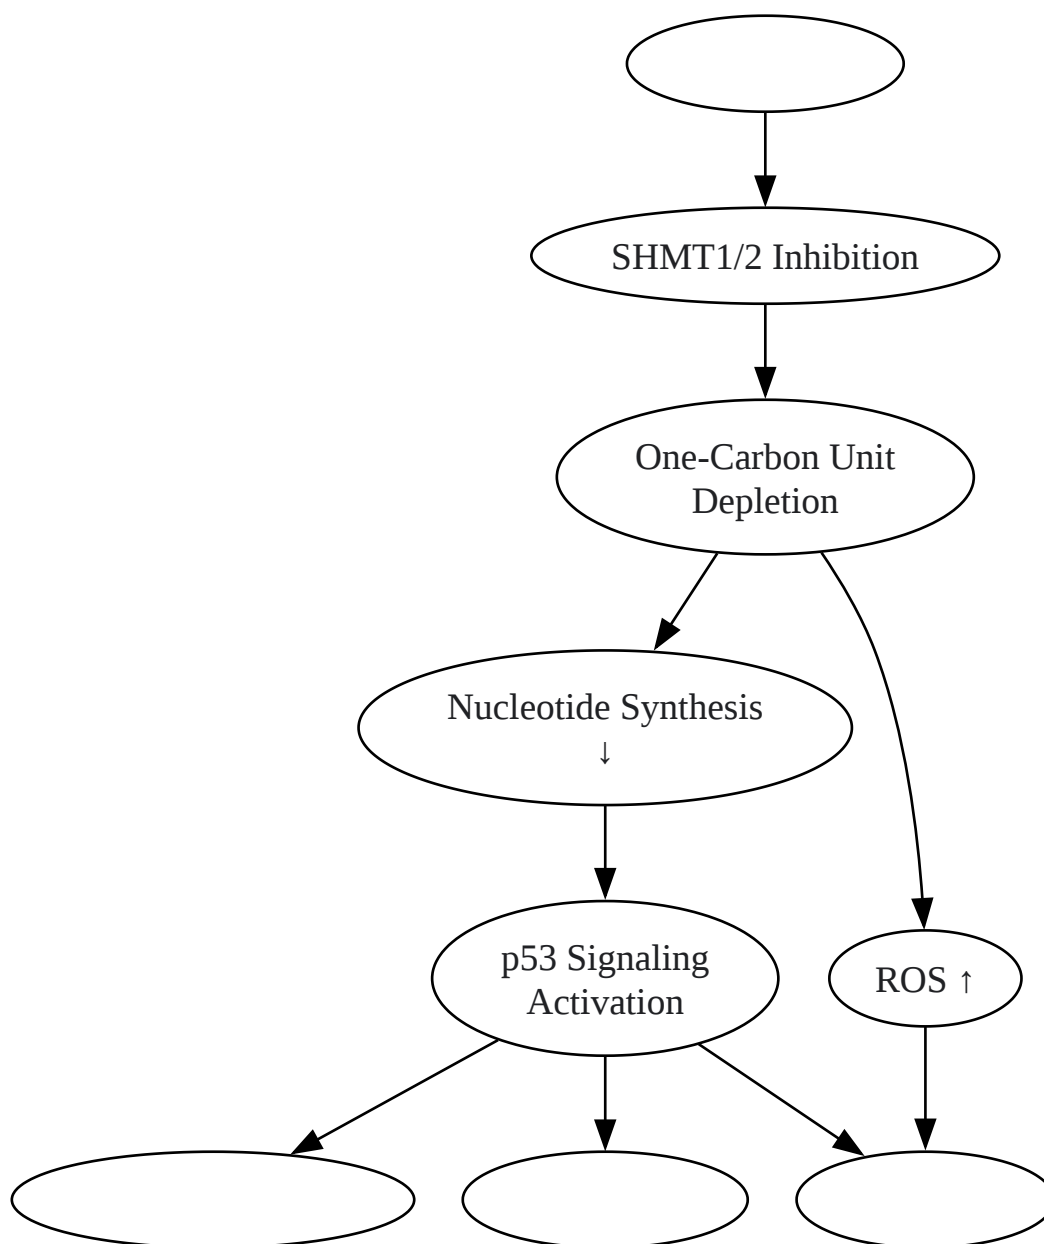 SHMT1/2 Inhibition
One-Carbon Unit
Depletion
Nucleotide Synthesis
↓
p53 Signaling
Activation
ROS ↑